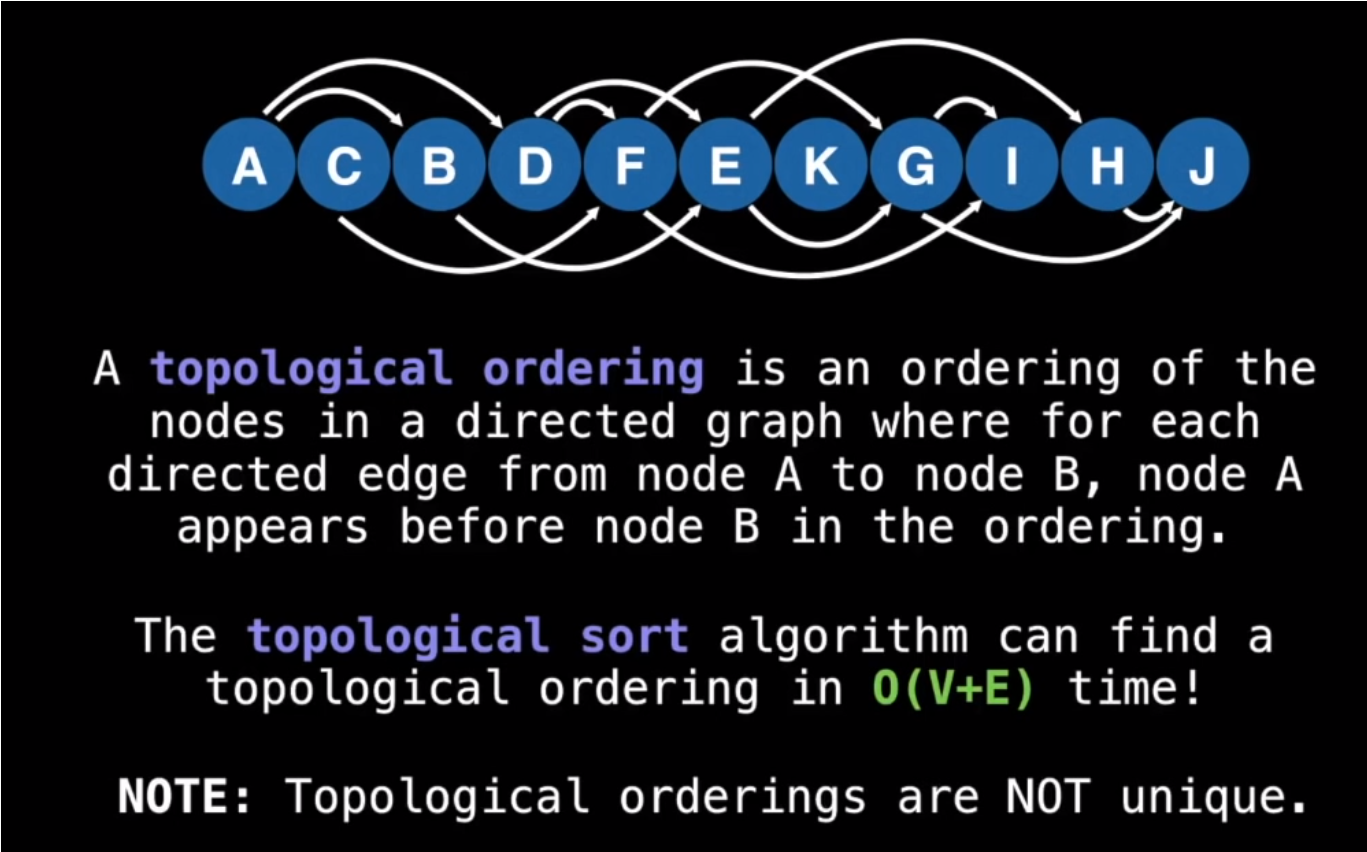 A C B D F E K G I H J
A topological ordering is an ordering of the
nodes in a directed graph where for each
directed edge from node A to node B, node A
appears before node B in the ordering.
The topological sort algorithm can find a
topological ordering in O(V+E) time!
NOTE: Topological orderings are NOT unique.